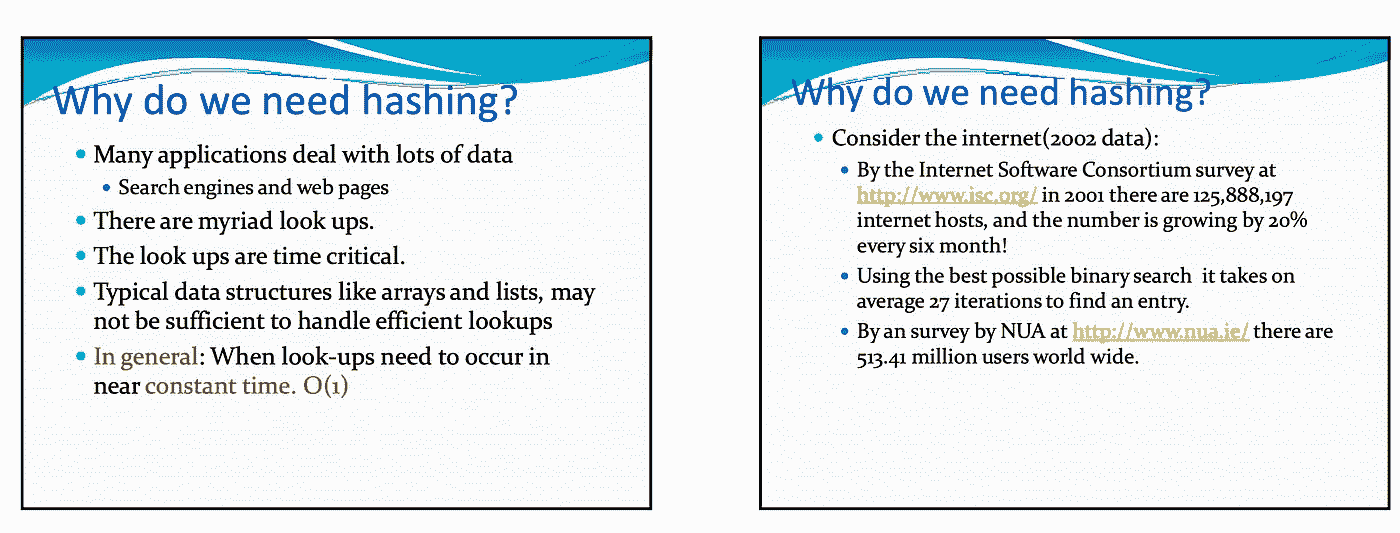 Why do we need hashing?
• Many applications deal with lots of data
• Search engines and web pages
• There are myriad look ups.
• The look ups are time critical.
• Typical data structures like arrays and lists, may
not be sufficient to handle efficient lookups
• In general: When look-ups need to occur in
near constant time. O(1)
Why do we need hashing?
• Consider the internet(2002 data):
• By the Internet Software Consortium survey at
http://www.isc.org/ in 2001 there are 125,888,197
internet hosts, and the number is growing by 20%
every six month!
• Using the best possible binary search it takes on
average 27 iterations to find an entry.
• By an survey by NUA at http://www.nua.ie/ there are
513.41 million users world wide.